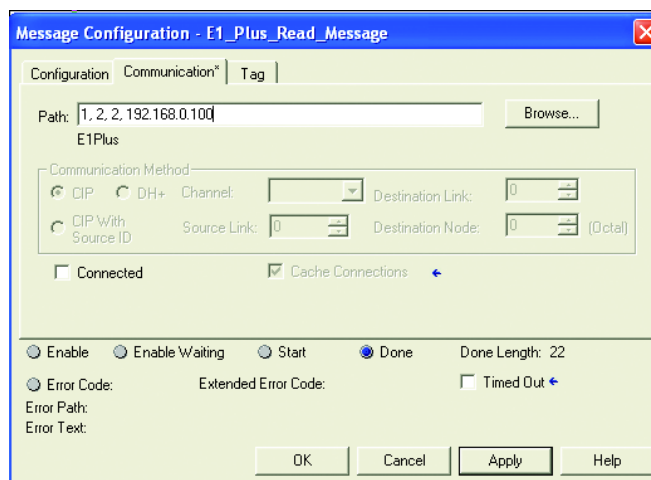 Message Configuration - E1_Plus_Read_Message
Configuration Communication* Tag
Path: 1, 2, 2, 192.168.0.100 Browse...
E1Plus
Communication Method
CIP DH+ Channel: Destination Link: 0
CIP With Source ID Source Link: 0 Destination Node: 0 (Octal)
Connected Cache Connections ←
Enable Enable Waiting Start Done Done Length: 22
Error Code: Extended Error Code: Timed Out ←
Error Path:
Error Text:
OK Cancel Apply Help